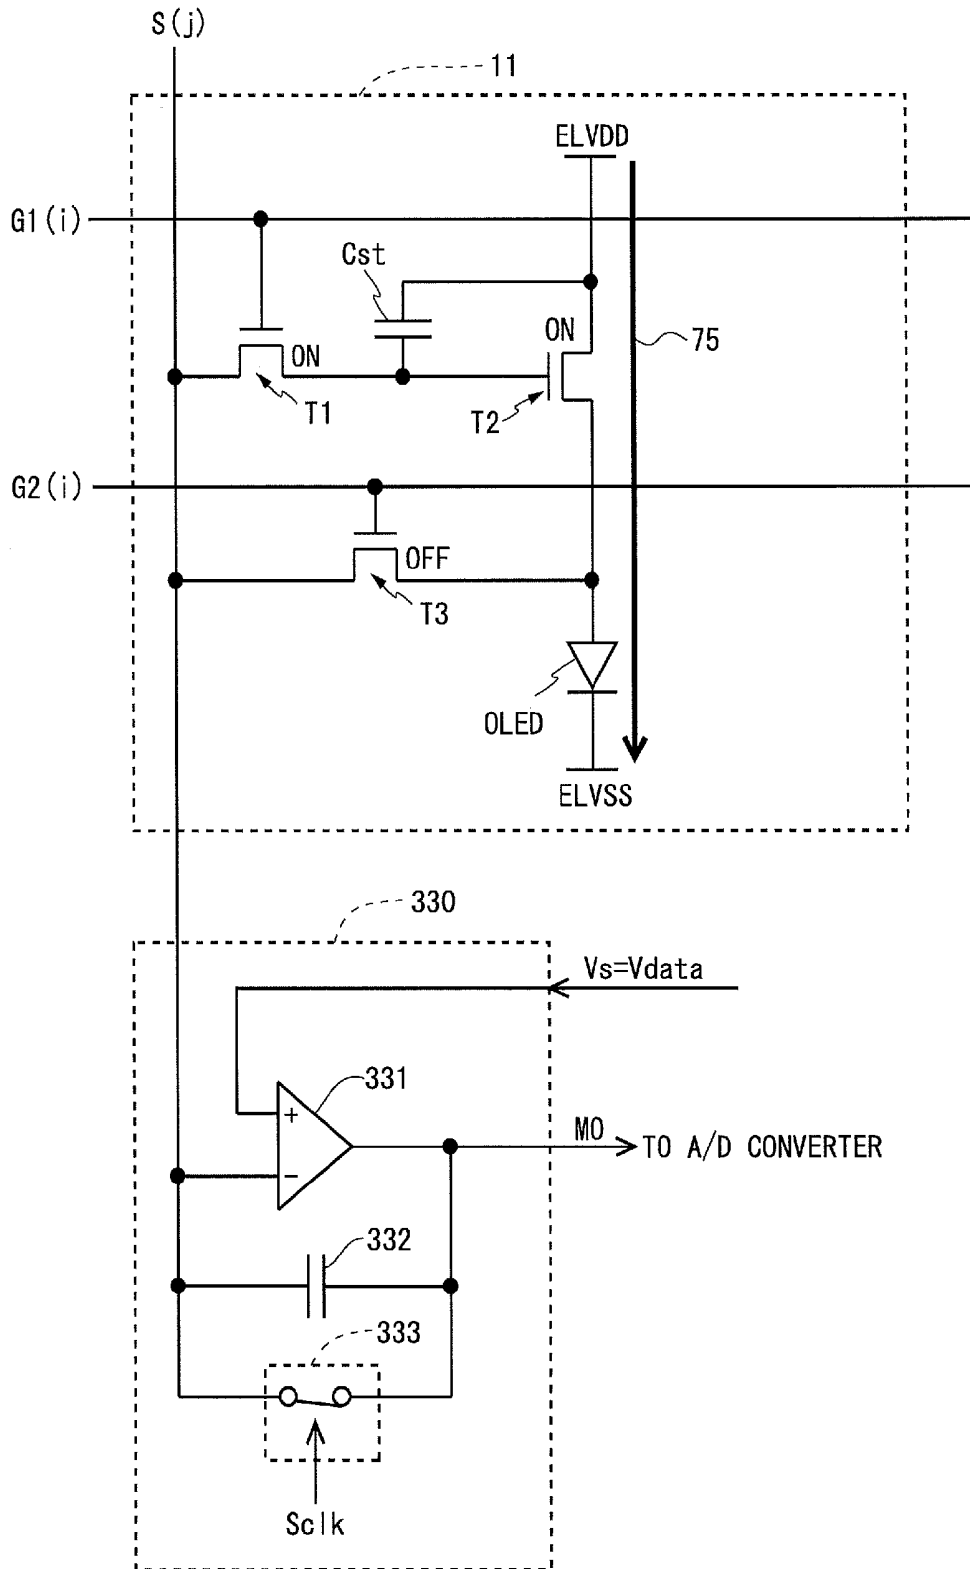 S(j)
11
ELVDD
G1(i)
Cst
ON
75
ON
T1
T2
G2(i)
OFF
T3
OLED
ELVSS
330
Vs=Vdata
331
+
MO
TO A/D CONVERTER
−
332
333
Sclk